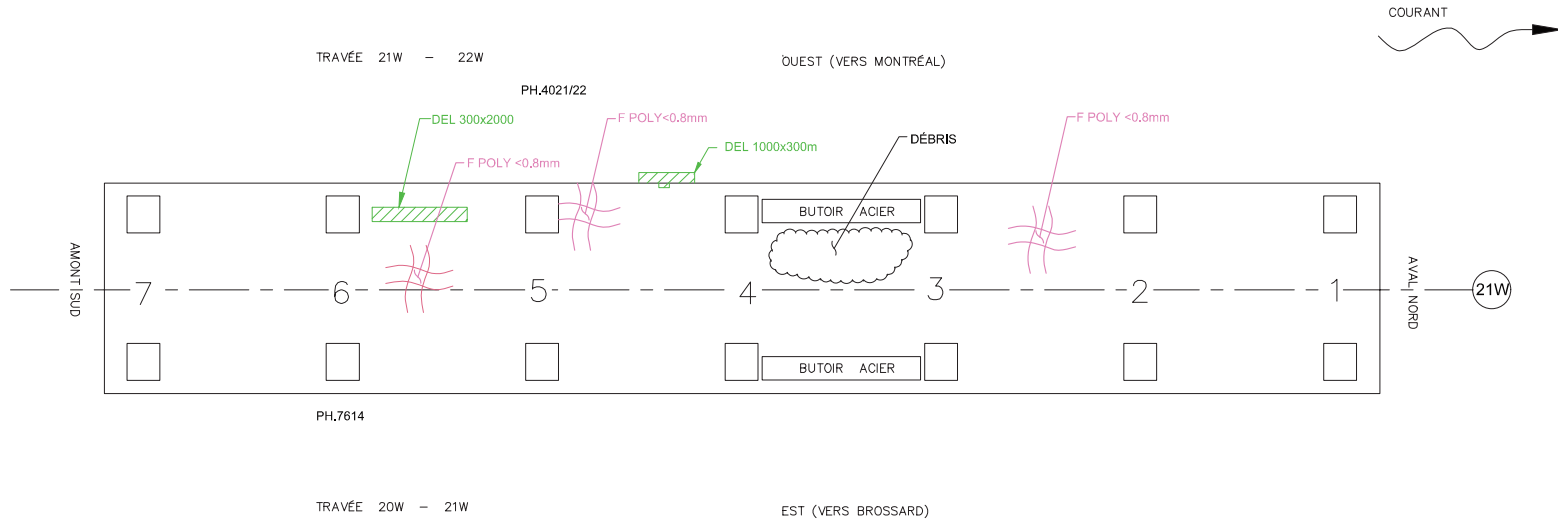 COURANT
TRAVÉE 21W - 22W
OUEST (VERS MONTRÉAL)
PH.4021/22
DEL 300x2000
F POLY<0.8mm
F POLY <0.8mm
DÉBRIS
DEL 1000x300m
F POLY <0.8mm
BUTOIR ACIER
AMONT SUD
7
6
5
4
3
2
1
AVAL NORD
21W
BUTOIR ACIER
PH.7614
TRAVÉE 20W - 21W
EST (VERS BROSSARD)